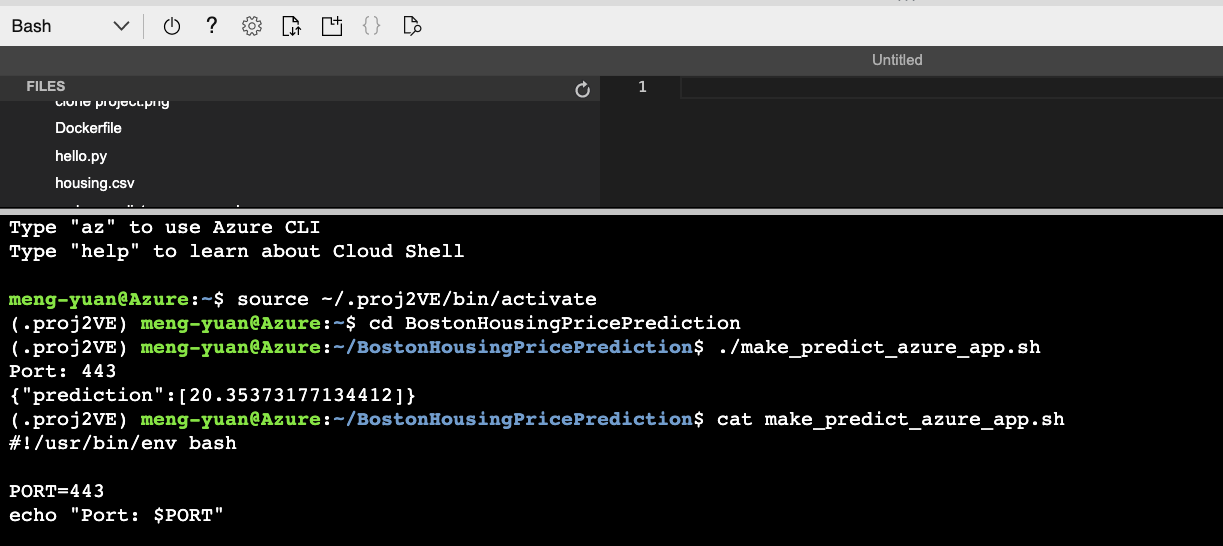 Bash
?
Untitled
FILES
1
clone project.png
Dockerfile
hello.py
housing.csv
Type "az" to use Azure CLI
Type "help" to learn about Cloud Shell
meng-yuan@Azure:~$ source ~/.proj2VE/bin/activate
(.proj2VE) meng-yuan@Azure:~$ cd BostonHousingPricePrediction
(.proj2VE) meng-yuan@Azure:~/BostonHousingPricePrediction$ ./make_predict_azure_app.sh
Port: 443
{"prediction":[20.35373177134412]}
(.proj2VE) meng-yuan@Azure:~/BostonHousingPricePrediction$ cat make_predict_azure_app.sh
#!/usr/bin/env bash
PORT=443
echo "Port: $PORT"